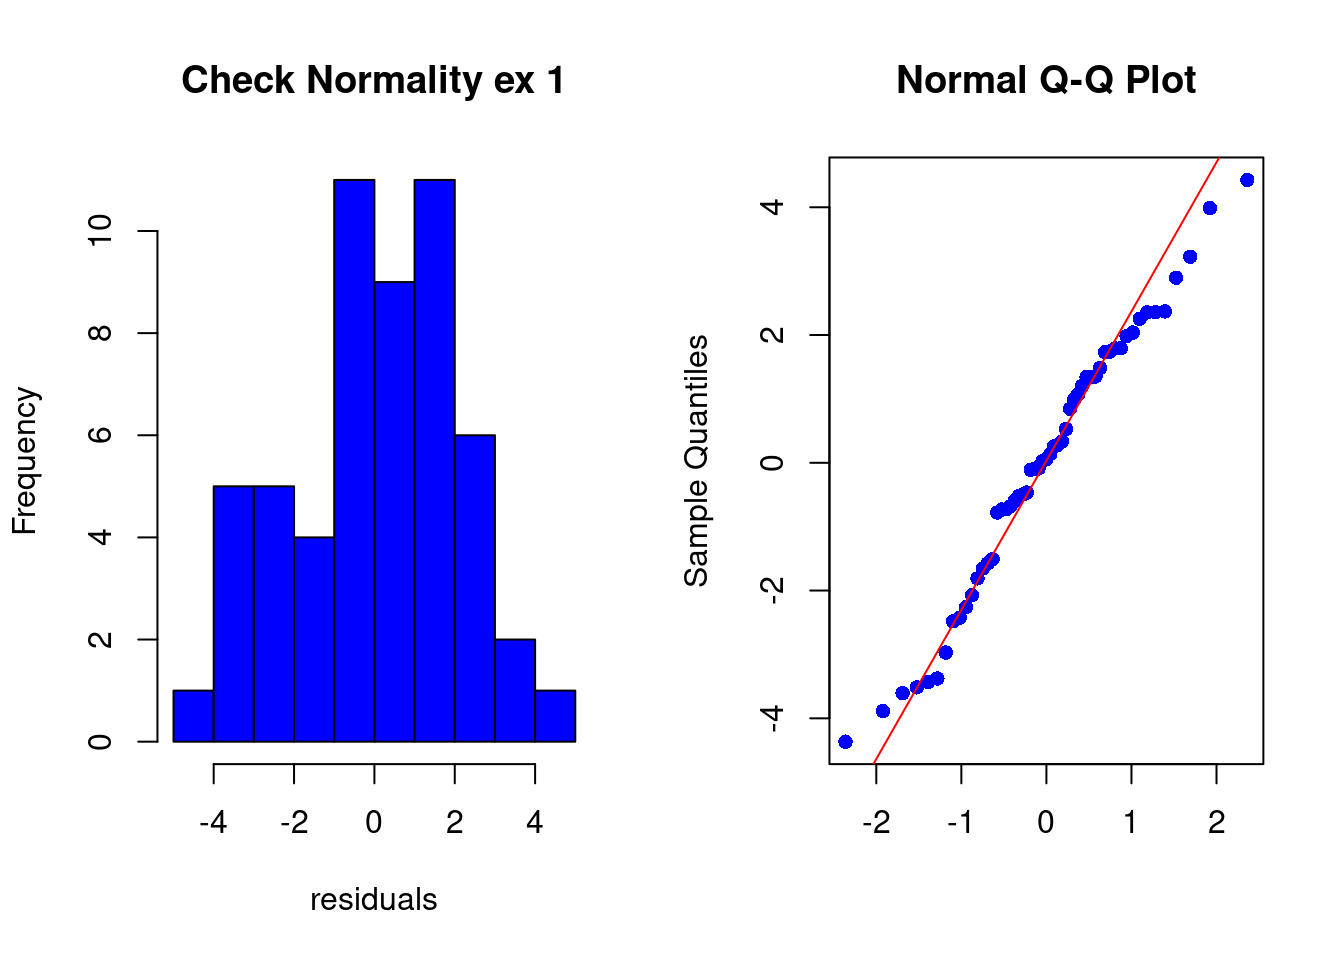 Check Normality ex 1
Frequency
0 2 4 6 8 10
-4 -2 0 2 4
residuals
Normal Q-Q Plot
Sample Quantiles
-4 -2 0 2 4
-2 -1 0 1 2